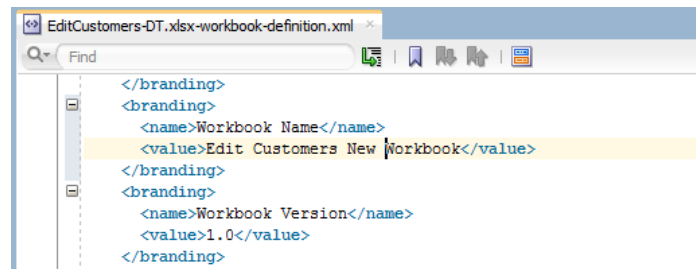 EditCustomers-DT.xlsx-workbook-definition.xml
Find
</branding>
<branding>
<name>Workbook Name</name>
<value>Edit Customers New Workbook</value>
</branding>
<branding>
<name>Workbook Version</name>
<value>1.0</value>
</branding>